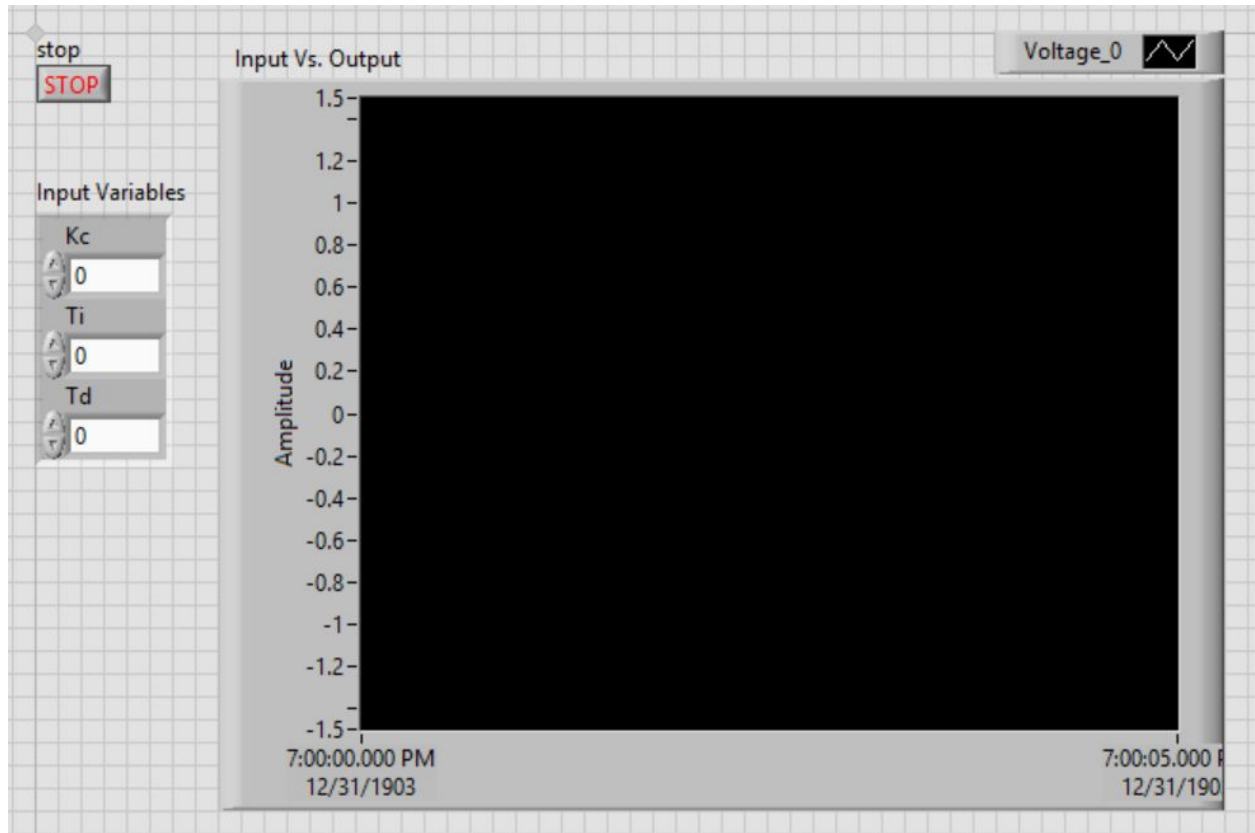 stop
STOP
Input Vs. Output
Voltage_0
Input Variables
Kc
0
Ti
0
Td
0
Amplitude
1.5
1.2
1
0.8
0.6
0.4
0.2
0
-0.2
-0.4
-0.6
-0.8
-1
-1.2
-1.5
7:00:00.000 PM
12/31/1903
7:00:05.000
12/31/190